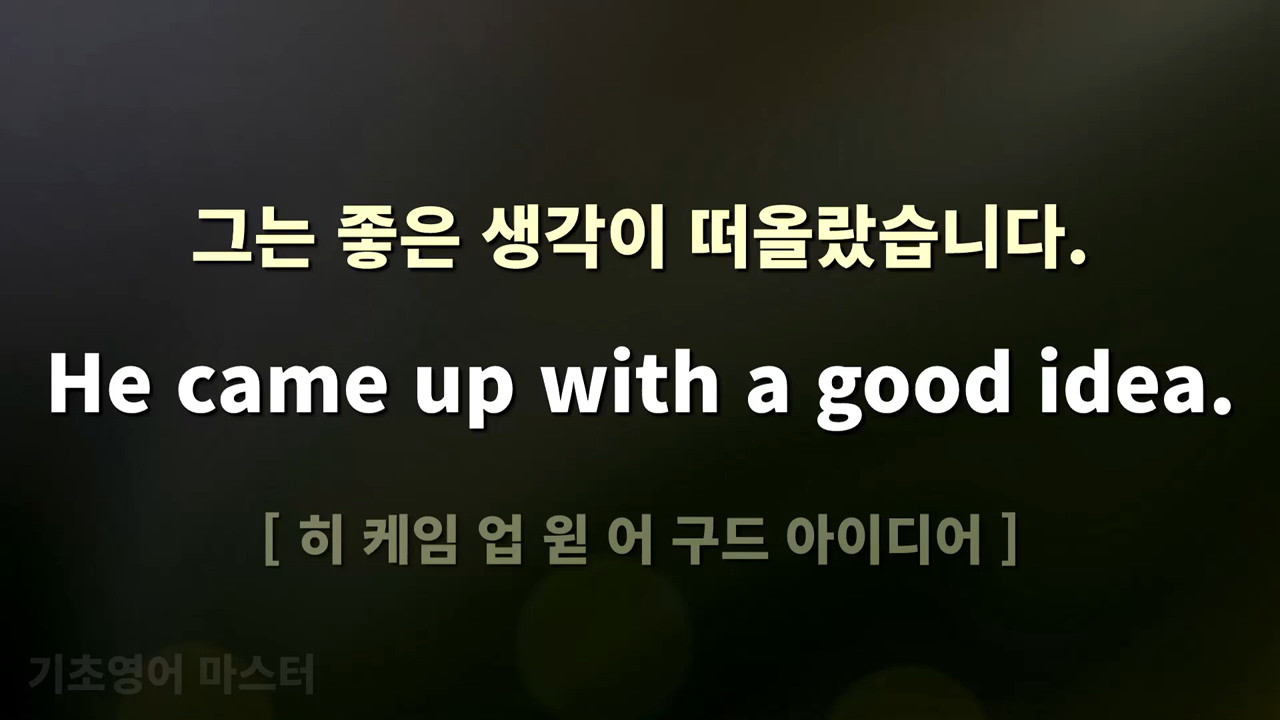 그는 좋은 생각이 떠올랐습니다.
He came up with a good idea.
[ 히 케임 업 윋 어 구드 아이디어 ]
기초영어 마스터